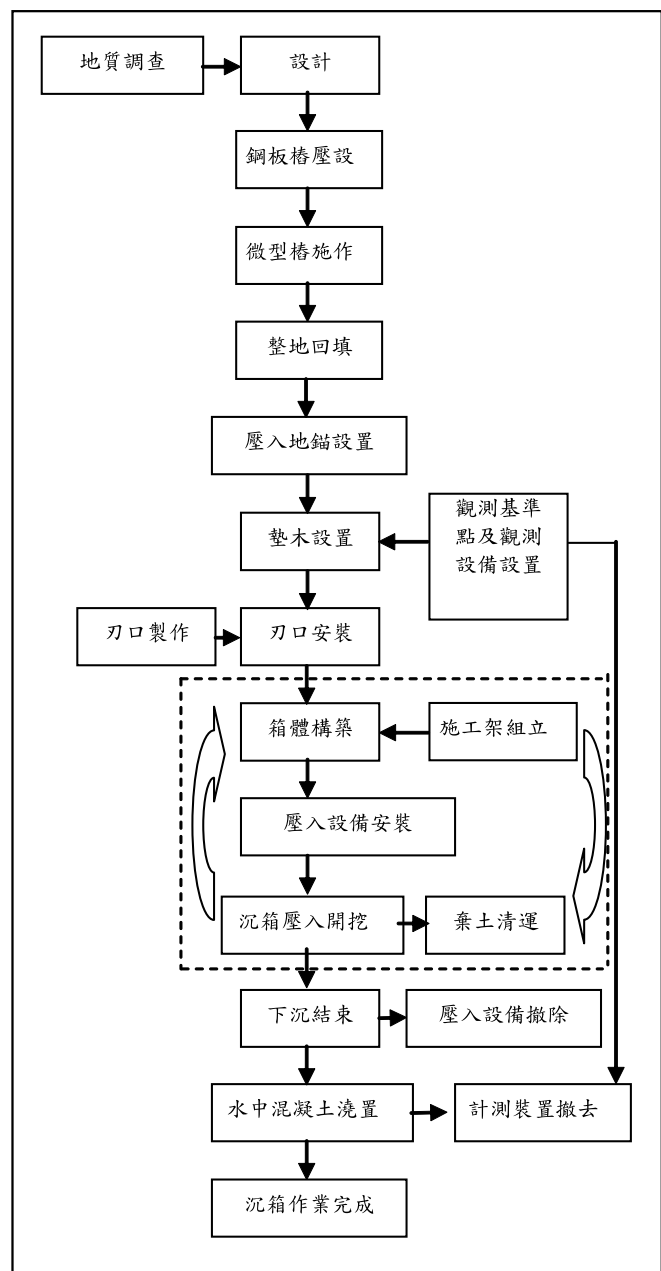 地質調查
設計
鋼板樁壓設
微型樁施作
整地回填
壓入地錨設置
墊木設置
觀測基準
點及觀測
設備設置
刃口製作
刃口安裝
箱體構築
施工架組立
壓入設備安裝
沉箱壓入開挖
棄土清運
下沉結束
壓入設備撤除
水中混凝土澆置
計測裝置撤去
沉箱作業完成